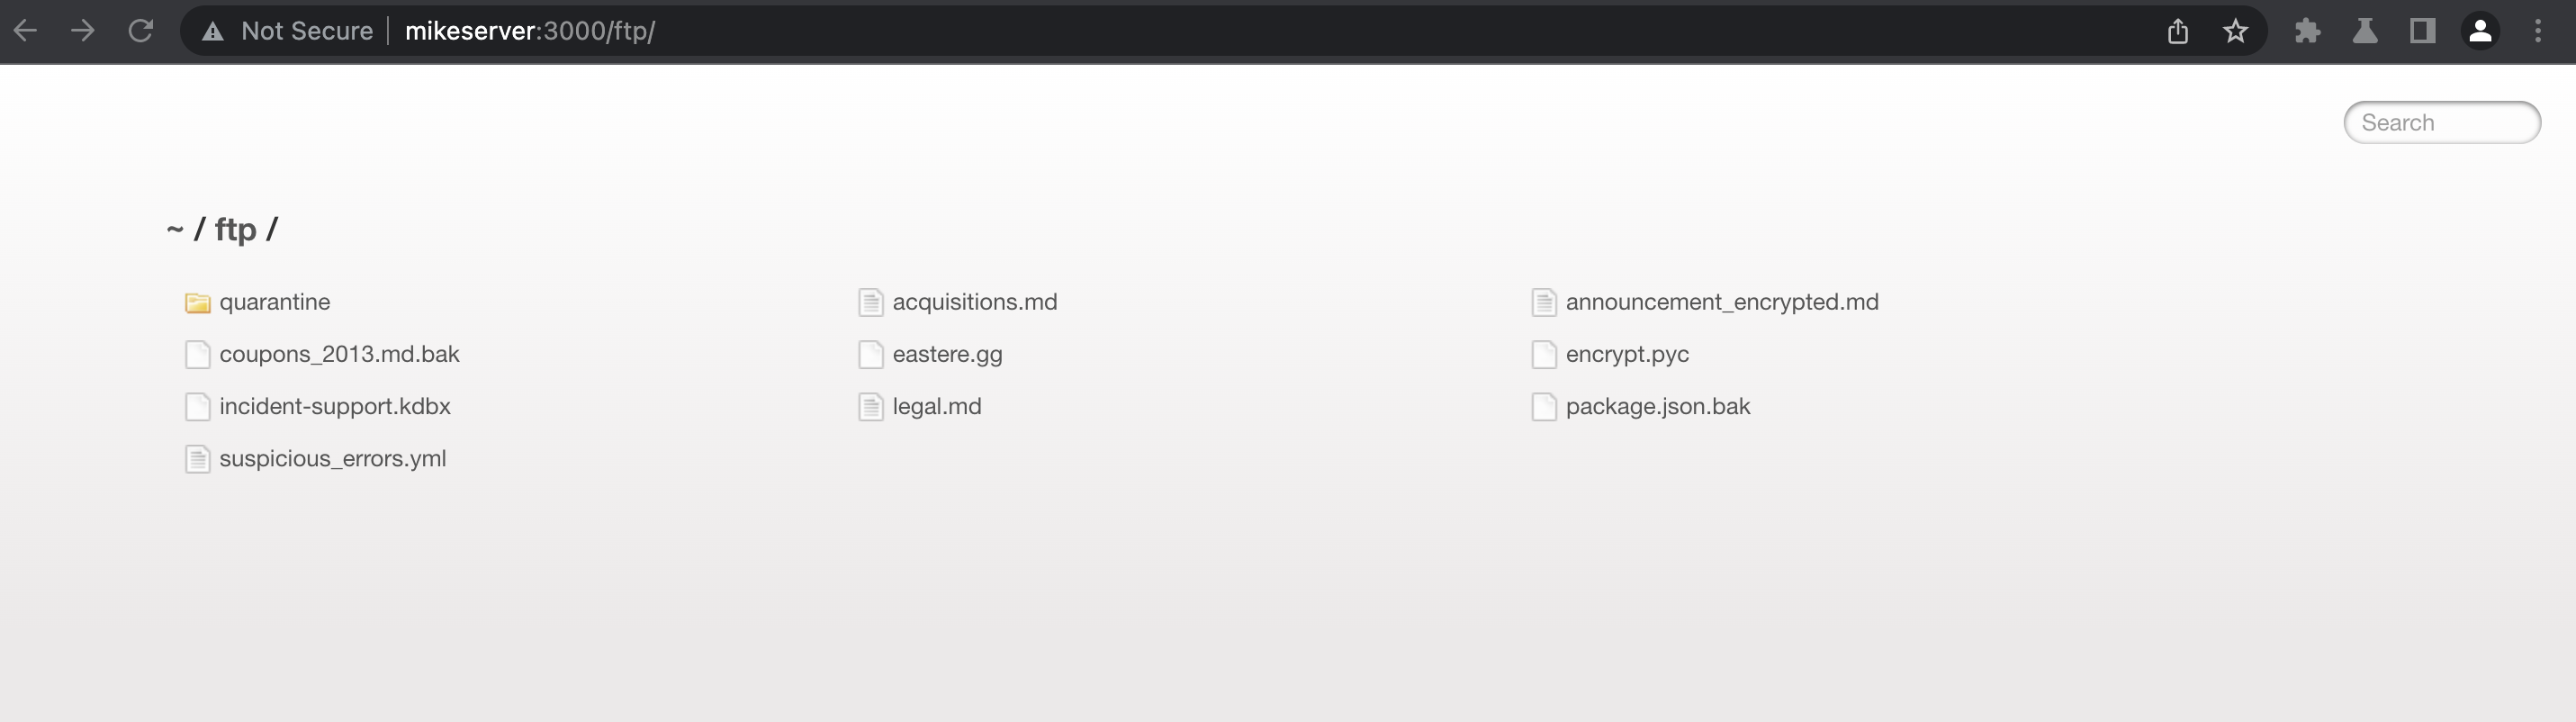 Not Secure mikeserver:3000/ftp/
Search
~ / ftp /
quarantine acquisitions.md announcement_encrypted.md
coupons_2013.md.bak eastere.gg encrypt.pyc
incident-support.kdbx legal.md package.json.bak
suspicious_errors.yml